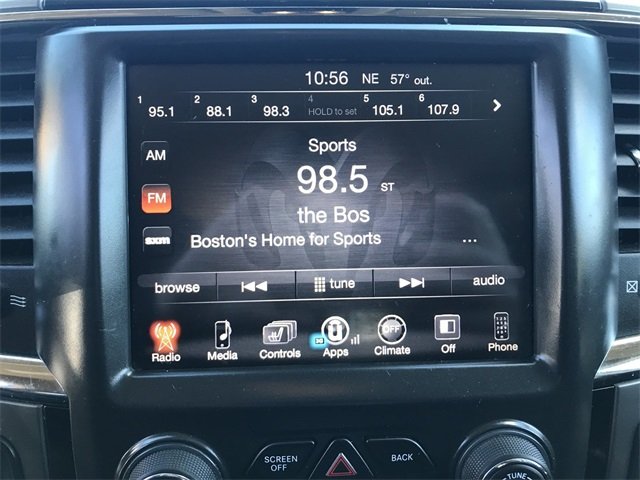 10:56 NE 57° out.
1 95.1 2 88.1 3 98.3 4 HOLD to set 5 105.1 6 107.9
AM
Sports
FM
98.5 ST
the Bos
sxm
Boston's Home for Sports ...
browse tune audio
OFF
3G
Radio Media Controls Apps Climate Off Phone
SCREEN OFF
BACK
TUNE